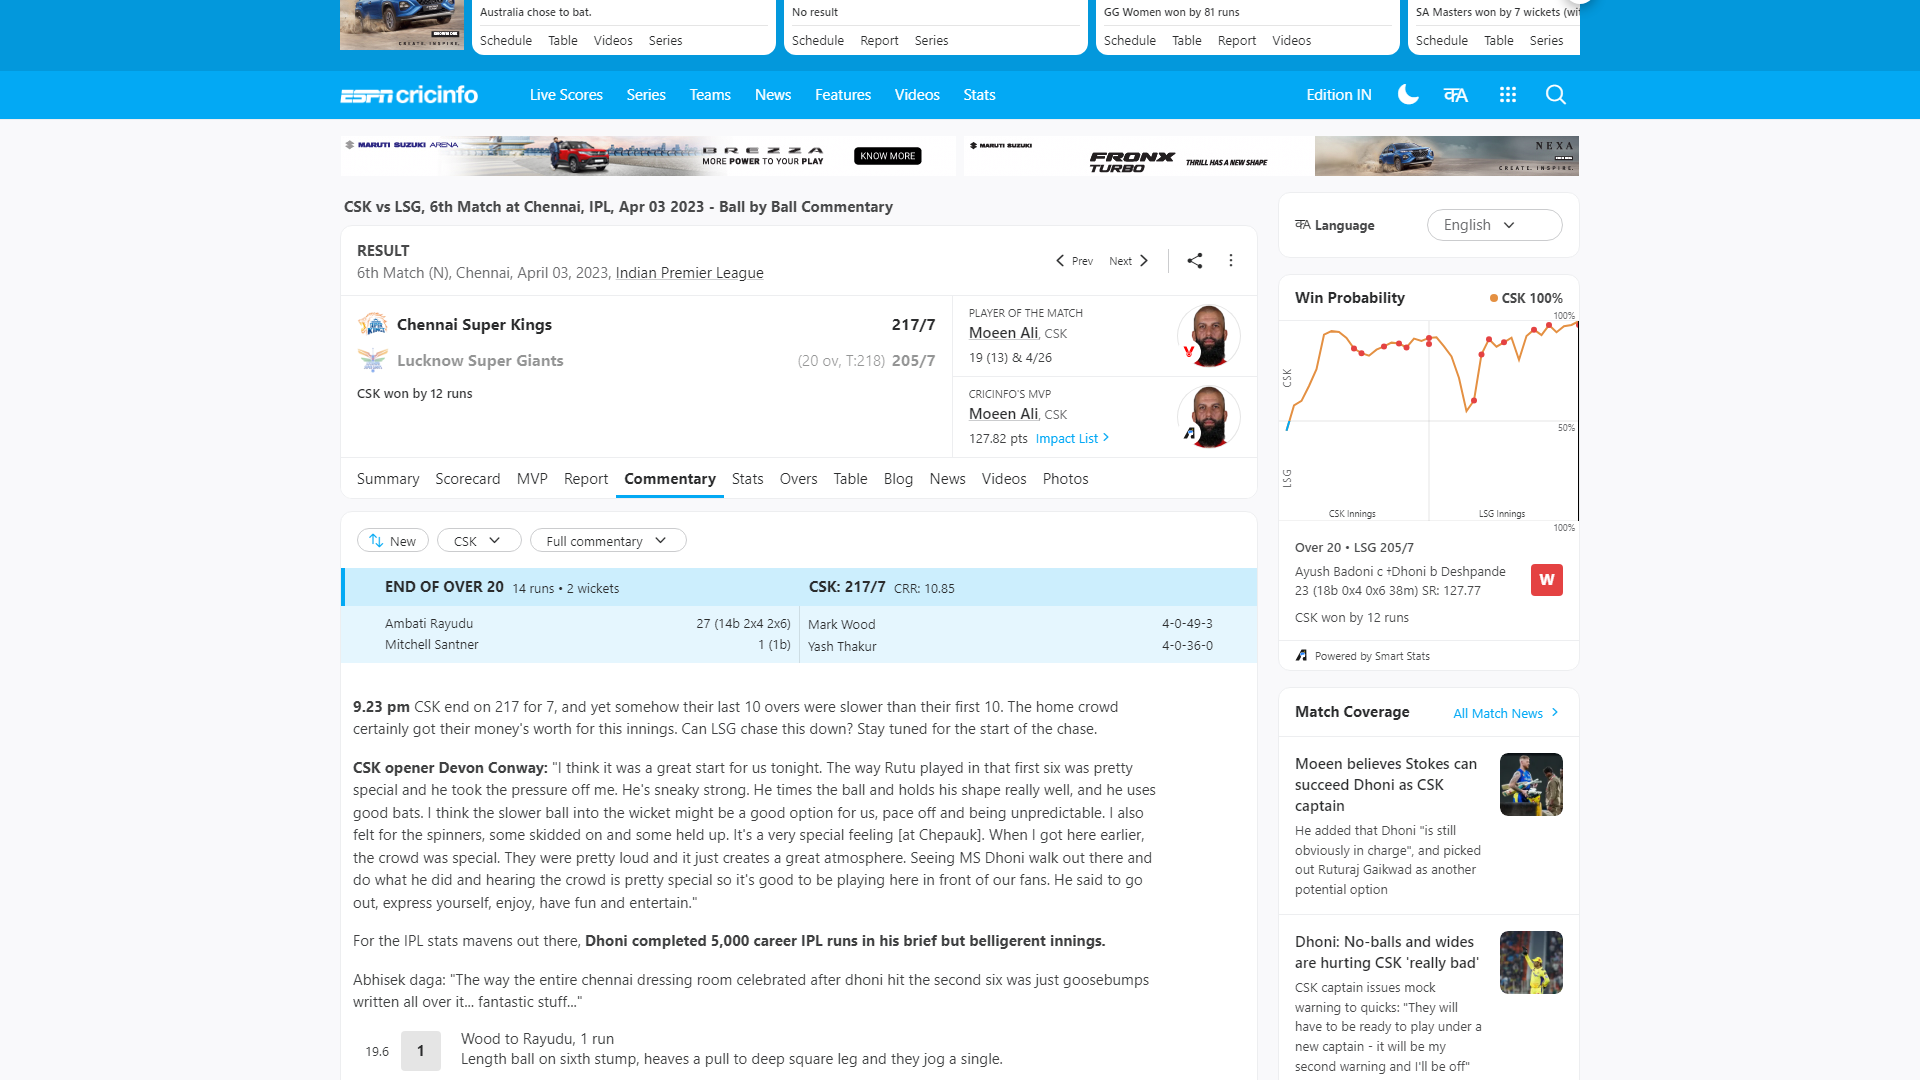 Australia chose to bat.
Schedule Table Videos Series
No result
Schedule Report Series
GG Women won by 81 runs
Schedule Table Report Videos
SA Masters won by 7 wickets (wit
Schedule Table Series
CREATE. INSPIRE.
ESPN cricinfo
Live Scores Series Teams News Features Videos Stats
Edition IN
क A
MARUTI SUZUKI ARENA
BREZZA
MORE POWER TO YOUR PLAY
KNOW MORE
MARUTI SUZUKI
FRONX
TURBO
THRILL HAS A NEW SHAPE
NEXA
CREATE. INSPIRE.
CSK vs LSG, 6th Match at Chennai, IPL, Apr 03 2023 - Ball by Ball Commentary
RESULT
6th Match (N), Chennai, April 03, 2023, Indian Premier League
Prev Next
Chennai Super Kings 217/7
Lucknow Super Giants (20 ov, T:218) 205/7
CSK won by 12 runs
PLAYER OF THE MATCH
Moeen Ali, CSK
19 (13) & 4/26
CRICINFO'S MVP
Moeen Ali, CSK
127.82 pts Impact List
Summary Scorecard MVP Report Commentary Stats Overs Table Blog News Videos Photos
New CSK Full commentary
END OF OVER 20 14 runs • 2 wickets CSK: 217/7 CRR: 10.85
Ambati Rayudu 27 (14b 2x4 2x6)
Mitchell Santner 1 (1b)
Mark Wood 4-0-49-3
Yash Thakur 4-0-36-0
9.23 pm CSK end on 217 for 7, and yet somehow their last 10 overs were slower than their first 10. The home crowd
certainly got their money's worth for this innings. Can LSG chase this down? Stay tuned for the start of the chase.
CSK opener Devon Conway: "I think it was a great start for us tonight. The way Rutu played in that first six was pretty
special and he took the pressure off me. He's sneaky strong. He times the ball and holds his shape really well, and he uses
good bats. I think the slower ball into the wicket might be a good option for us, pace off and being unpredictable. I also
felt for the spinners, some skidded on and some held up. It's a very special feeling [at Chepauk]. When I got here earlier,
the crowd was special. They were pretty loud and it just creates a great atmosphere. Seeing MS Dhoni walk out there and
do what he did and hearing the crowd is pretty special so it's good to be playing here in front of our fans. He said to go
out, express yourself, enjoy, have fun and entertain."
For the IPL stats mavens out there, Dhoni completed 5,000 career IPL runs in his brief but belligerent innings.
Abhisek daga: "The way the entire chennai dressing room celebrated after dhoni hit the second six was just goosebumps
written all over it... fantastic stuff..."
19.6 1 Wood to Rayudu, 1 run
Length ball on sixth stump, heaves a pull to deep square leg and they jog a single.
क A Language English
Win Probability CSK 100%
100%
CSK
50%
LSG
CSK Innings LSG Innings
100%
Over 20 • LSG 205/7
Ayush Badoni c †Dhoni b Deshpande
23 (18b 0x4 0x6 38m) SR: 127.77
W
CSK won by 12 runs
Powered by Smart Stats
Match Coverage All Match News
Moeen believes Stokes can
succeed Dhoni as CSK
captain
He added that Dhoni "is still
obviously in charge", and picked
out Ruturaj Gaikwad as another
potential option
Dhoni: No-balls and wides
are hurting CSK 'really bad'
CSK captain issues mock
warning to quicks: "They will
have to be ready to play under a
new captain - it will be my
second warning and I'll be off"